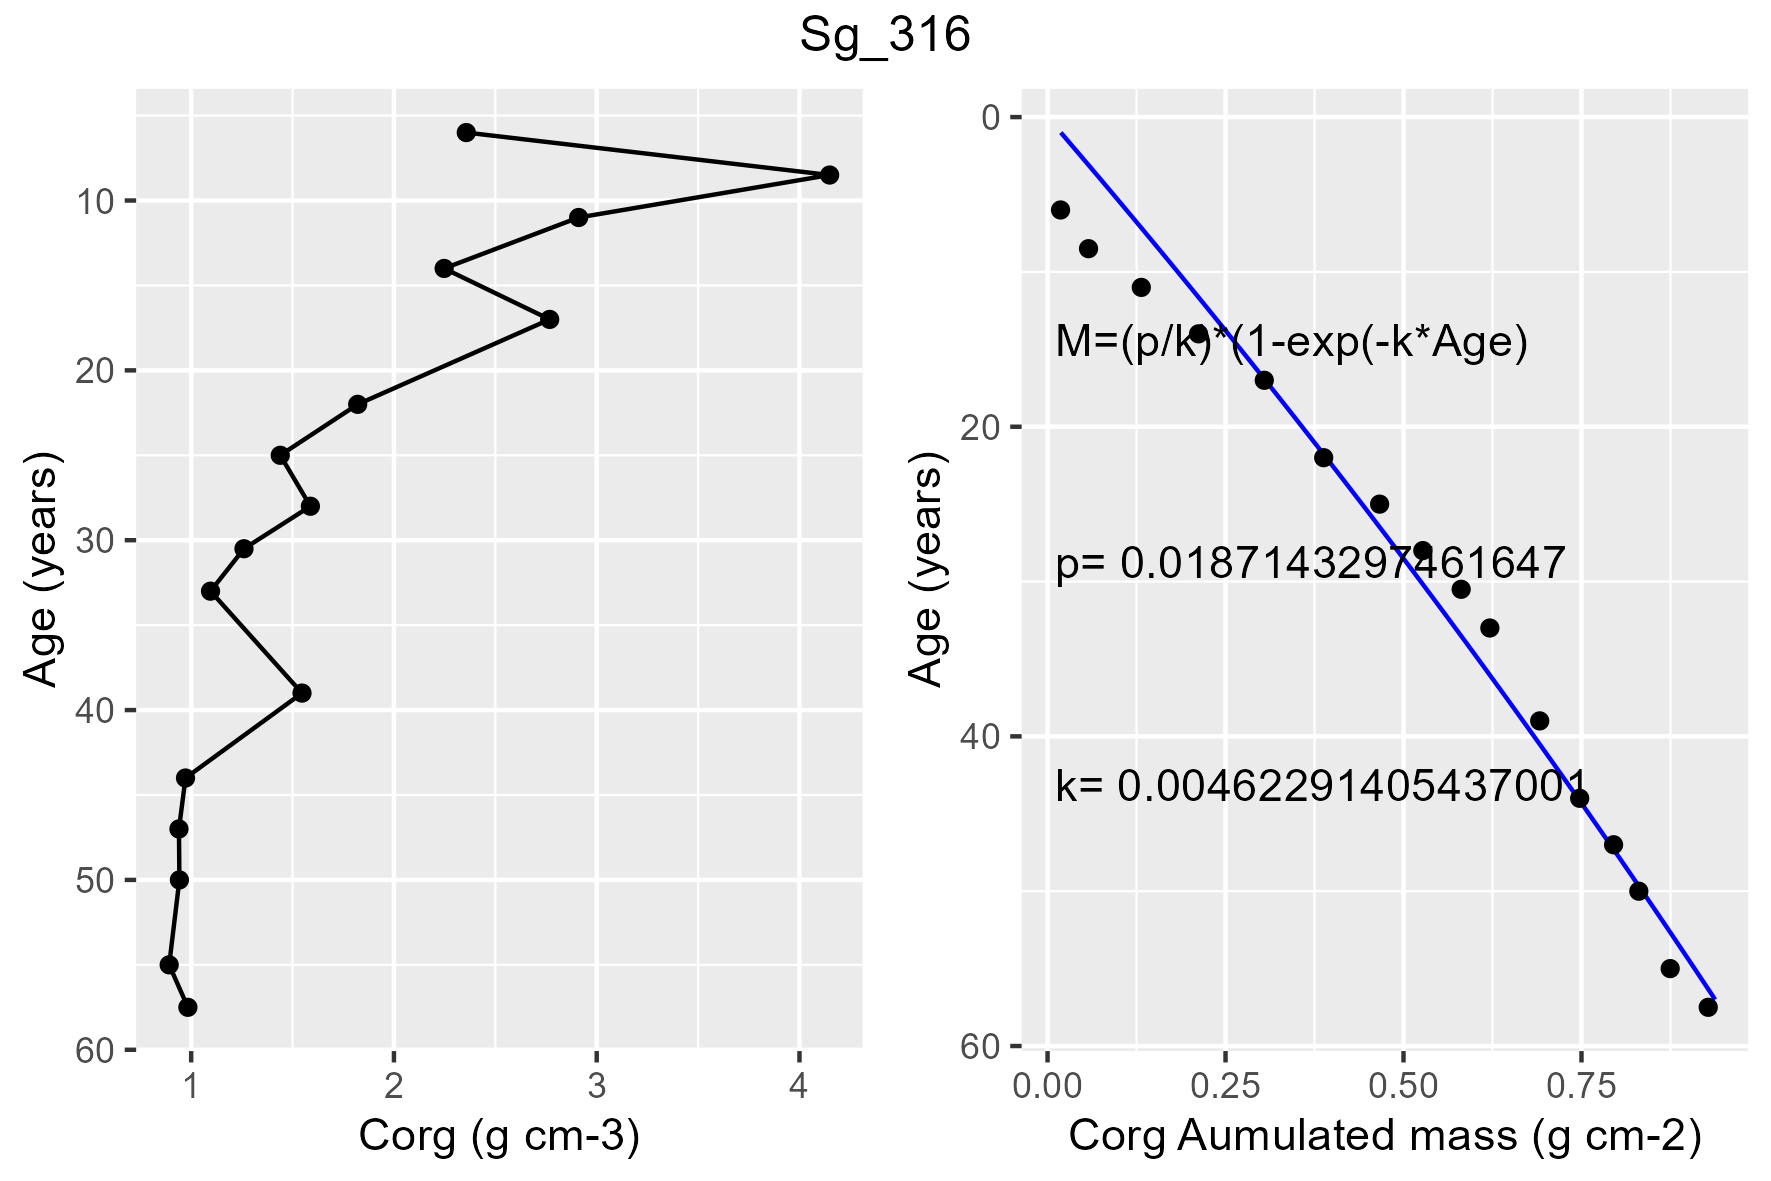 Sg_316
10
20
30
40
50
60
1 2 3 4
Age (years)
Corg (g cm-3)
0
20
40
60
0.00 0.25 0.50 0.75
Age (years)
Corg Aumulated mass (g cm-2)
M=(p/k)*(1-exp(-k*Age)
p= 0.0187143297461647
k= 0.00462291405437001